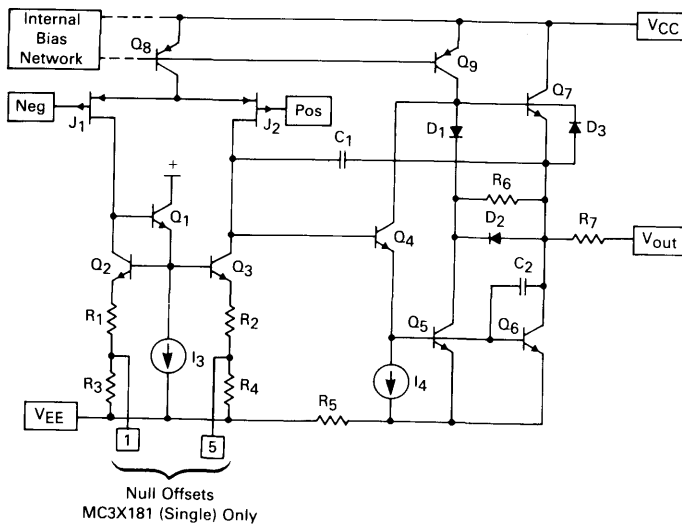 Internal
Bias
Network
Q8
VCC
Q9
Q7
Neg
J1
J2
Pos
D1
D3
C1
R6
+
Q1
D2
R7
Vout
Q2
Q3
Q4
C2
R1
R2
Q5
Q6
I3
I4
R3
R4
R5
VEE
1
5
Null Offsets
MC3X181 (Single) Only